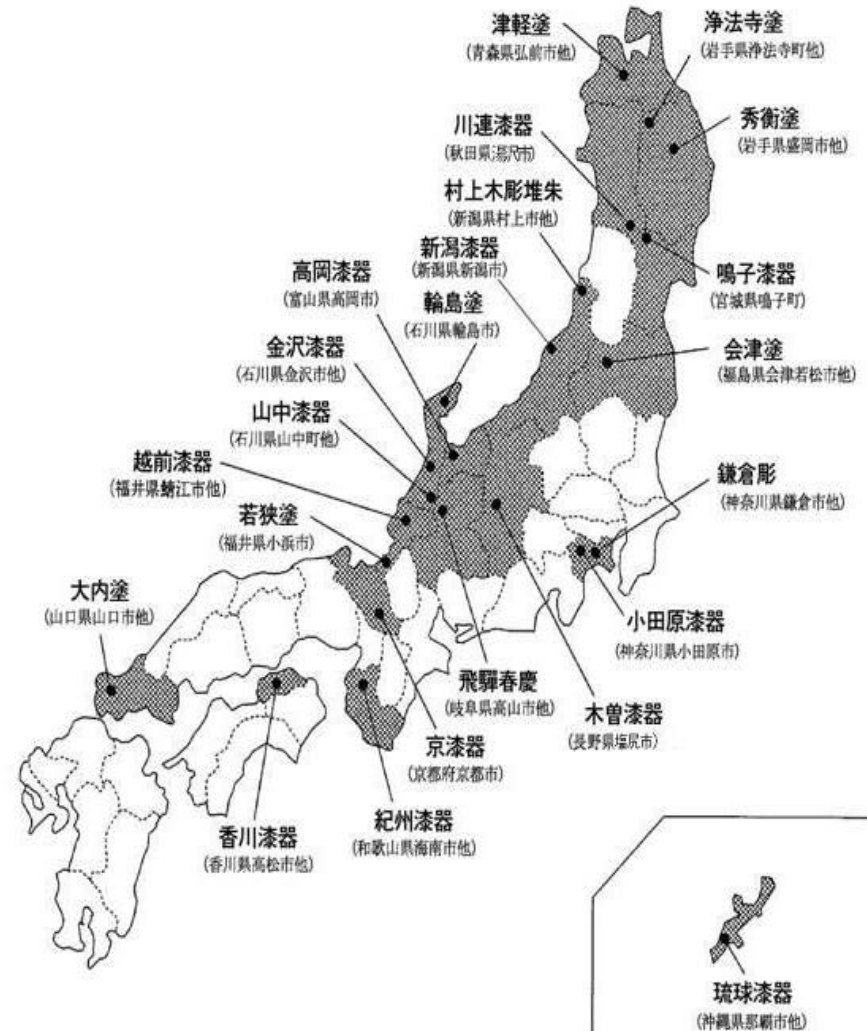 津軽塗
(青森県弘前市他)
浄法寺塗
(岩手県浄法寺町他)
川連漆器
(秋田県湯沢市)
秀衡塗
(岩手県盛岡市他)
村上木彫堆朱
(新潟県村上市他)
新潟漆器
(新潟県新潟市)
鳴子漆器
(宮城県鳴子町)
高岡漆器
(富山県高岡市)
輪島塗
(石川県輪島市)
会津塗
(福島県会津若松市他)
金沢漆器
(石川県金沢市他)
山中漆器
(石川県山中町他)
越前漆器
(福井県鯖江市他)
鎌倉彫
(神奈川県鎌倉市他)
若狭塗
(福井県小浜市)
大内塗
(山口県山口市他)
小田原漆器
(神奈川県小田原市)
飛驒春慶
(岐阜県高山市他)
木曽漆器
(長野県塩尻市)
京漆器
(京都府京都市)
香川漆器
(香川県高松市他)
紀州漆器
(和歌山県海南市他)
琉球漆器
(沖縄県那覇市他)